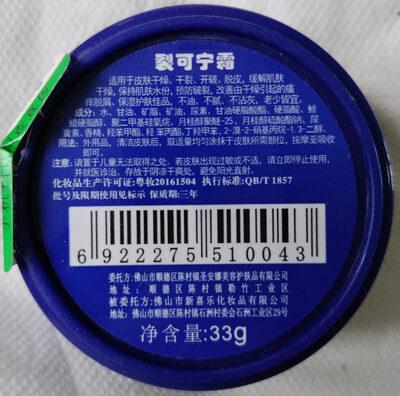 裂可宁霜
适用于皮肤干燥、干裂、开破、脱皮，缓解肌肤
干燥，保持肌肤水份，预防皲裂，改善由干燥引起的瘙
痒脱屑，保湿护肤佳品、不油、不腻、不沾灰。老少皆宜。
成分：水、甘油、矿脂、矿油、尿素、甘油硬脂酸酯、硬脂酸、鲸
蜡硬脂醇、聚二甲基硅氧烷、月桂醇聚醚-25、月桂醇硫酸酯钠、尿
囊素、香精、羟苯甲酯、羟苯丙酯、丁羟甲苯、2-溴-2-硝基丙烷-1.3-二醇。
用法：外用品。清洁皮肤后，取适量均匀涂抹于皮肤所需部位，按摩至吸收
即可。
注意：请置于儿童无法取得之处。若皮肤出现过敏或不适，请立即停止使用，
并就医诊治。存放于阴凉干爽处，避免阳光直射。
化妆品生产许可证：粤妆20161504 执行标准：QB/T 1857
批号及限期使用见标示 保质期：三年
6 922275 510043
委托方：佛山市顺德区陈村镇圣安娜美容护肤品有限公司
地址：顺德区陈村镇勒竹工业区
被委托方：佛山市新喜乐化妆品有限公司
地址：佛山市顺德区陈村镇石洲村委会石洲工业区29号
净含量：33g